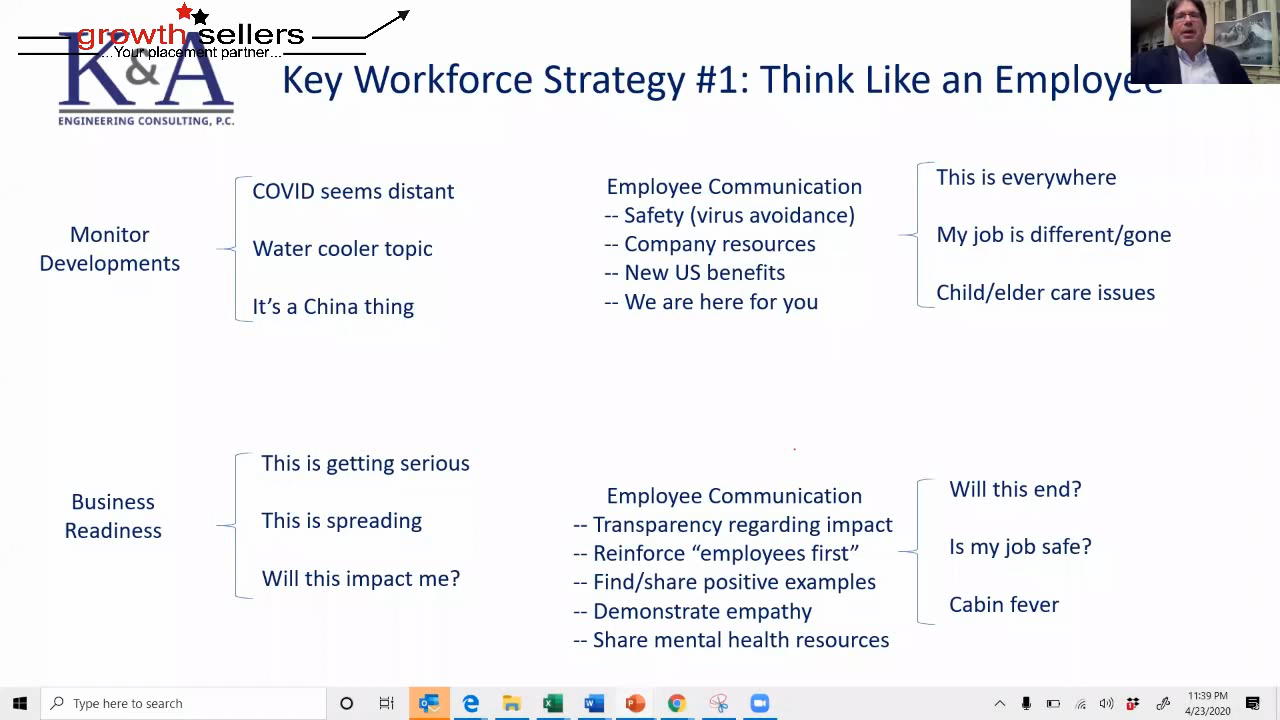 growth sellers
...Your placement partner...
K&A
ENGINEERING CONSULTING, P.C.
Key Workforce Strategy #1: Think Like an Employee
Monitor
Developments
COVID seems distant
Water cooler topic
It’s a China thing
Employee Communication
-- Safety (virus avoidance)
-- Company resources
-- New US benefits
-- We are here for you
This is everywhere
My job is different/gone
Child/elder care issues
Business
Readiness
This is getting serious
This is spreading
Will this impact me?
Employee Communication
-- Transparency regarding impact
-- Reinforce “employees first”
-- Find/share positive examples
-- Demonstrate empathy
-- Share mental health resources
Will this end?
Is my job safe?
Cabin fever
Type here to search
11:39 PM
4/23/2020